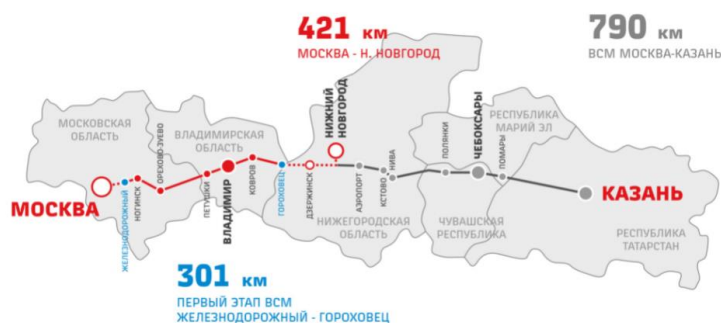 421 км
МОСКВА - Н. НОВГОРОД
790 км
ВСМ МОСКВА-КАЗАНЬ
МОСКОВСКАЯ
ОБЛАСТЬ
ВЛАДИМИРСКАЯ
ОБЛАСТЬ
НИЖНИЙ
НОВГОРОД
РЕСПУБЛИКА
МАРИЙ ЭЛ
МОСКВА
ЖЕЛЕЗНОДОРОЖНЫЙ
НОГИНСК
ОРЕХОВО-ЗУЕВО
ПЕТУШКИ
ВЛАДИМИР
КОВРОВ
ГОРОХОВЕЦ
ДЗЕРЖИНСК
АЭРОПОРТ
КСТОВО
НИВА
ПОЛЯНКИ
ЧЕБОКСАРЫ
ПОМАРЫ
КАЗАНЬ
НИЖЕГОРОДСКАЯ
ОБЛАСТЬ
ЧУВАШСКАЯ
РЕСПУБЛИКА
РЕСПУБЛИКА
ТАТАРСТАН
301 км
ПЕРВЫЙ ЭТАП ВСМ
ЖЕЛЕЗНОДОРОЖНЫЙ - ГОРОХОВЕЦ